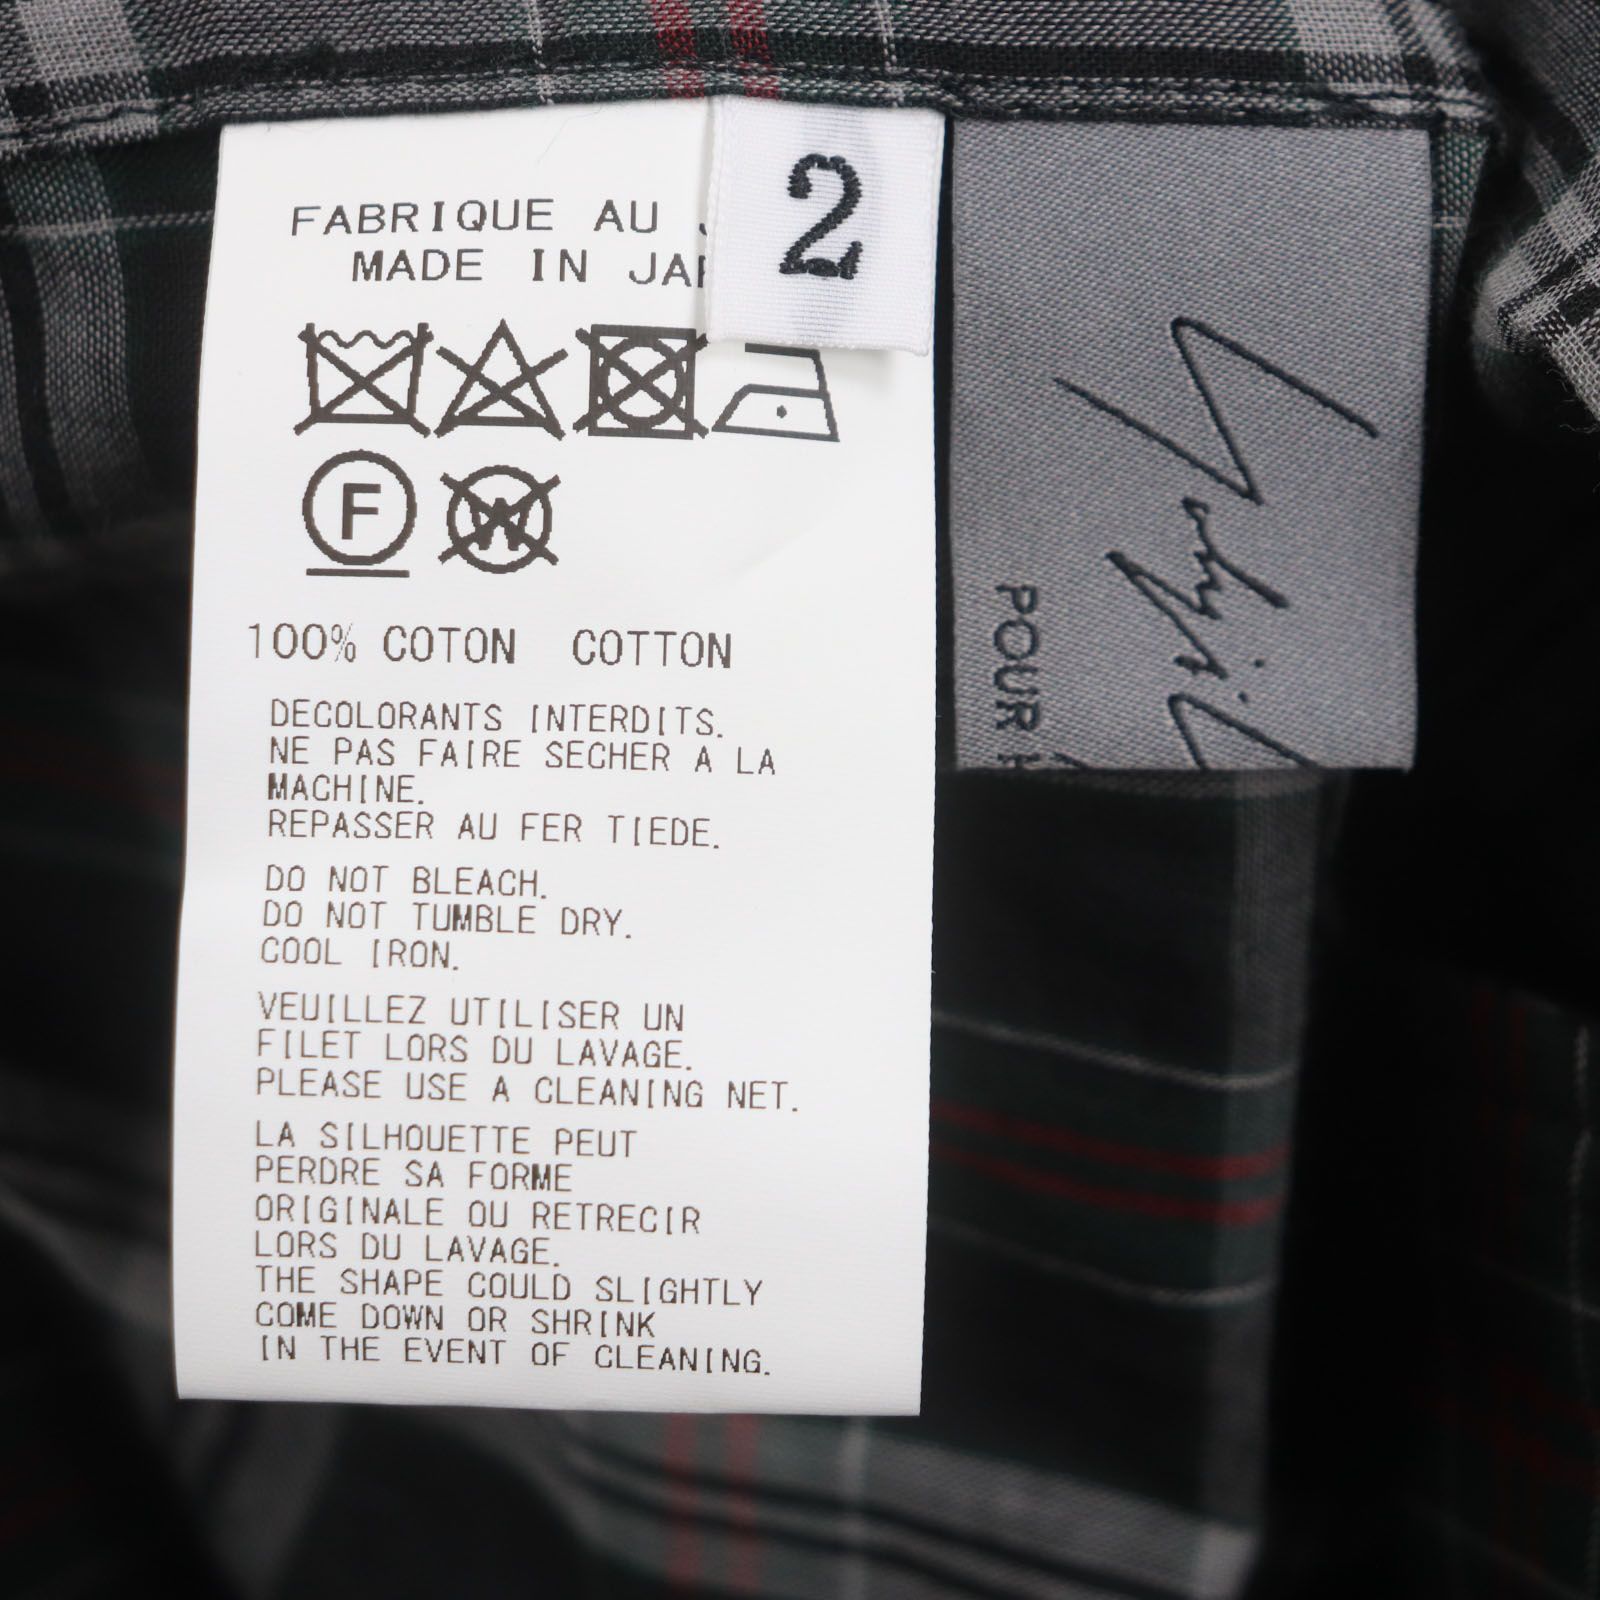 FABRIQUE AU
MADE IN
2
F
W
100% COTON COTTON
DECOLORANTS INTERDITS.
NE PAS FAIRE SECHER A LA
MACHINE.
REPASSER AU FER TIEDE.
DO NOT BLEACH.
DO NOT TUMBLE DRY.
COOL IRON.
VEUILLEZ UTILISER UN
FILET LORS DU LAVAGE.
PLEASE USE A CLEANING NET.
LA SILHOUETTE PEUT
PERDRE SA FORME
ORIGINALE OU RETRECIR
LORS DU LAVAGE.
THE SHAPE COULD SLIGHTLY
COME DOWN OR SHRINK
IN THE EVENT OF CLEANING.
Yohji
POUR